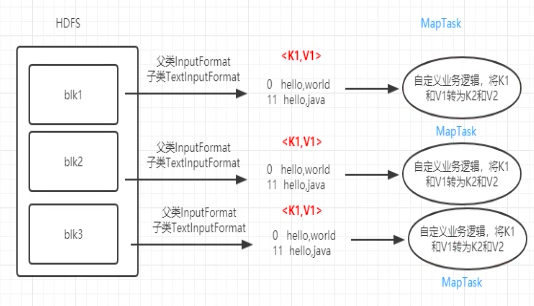 HDFS
MapTask
blk1
父类InputFormat
子类TextInputFormat
<K1,V1>
0 hello,world
11 hello,java
自定义业务逻辑，将K1
和V1转为K2和V2
MapTask
blk2
父类InputFormat
子类TextInputFormat
<K1,V1>
0 hello,world
11 hello,java
自定义业务逻辑，将K1
和V1转为K2和V2
blk3
父类InputFormat
子类TextInputFormat
<K1,V1>
0 hello,world
11 hello,java
自定义业务逻辑，将K1
和V1转为K2和V2
MapTask